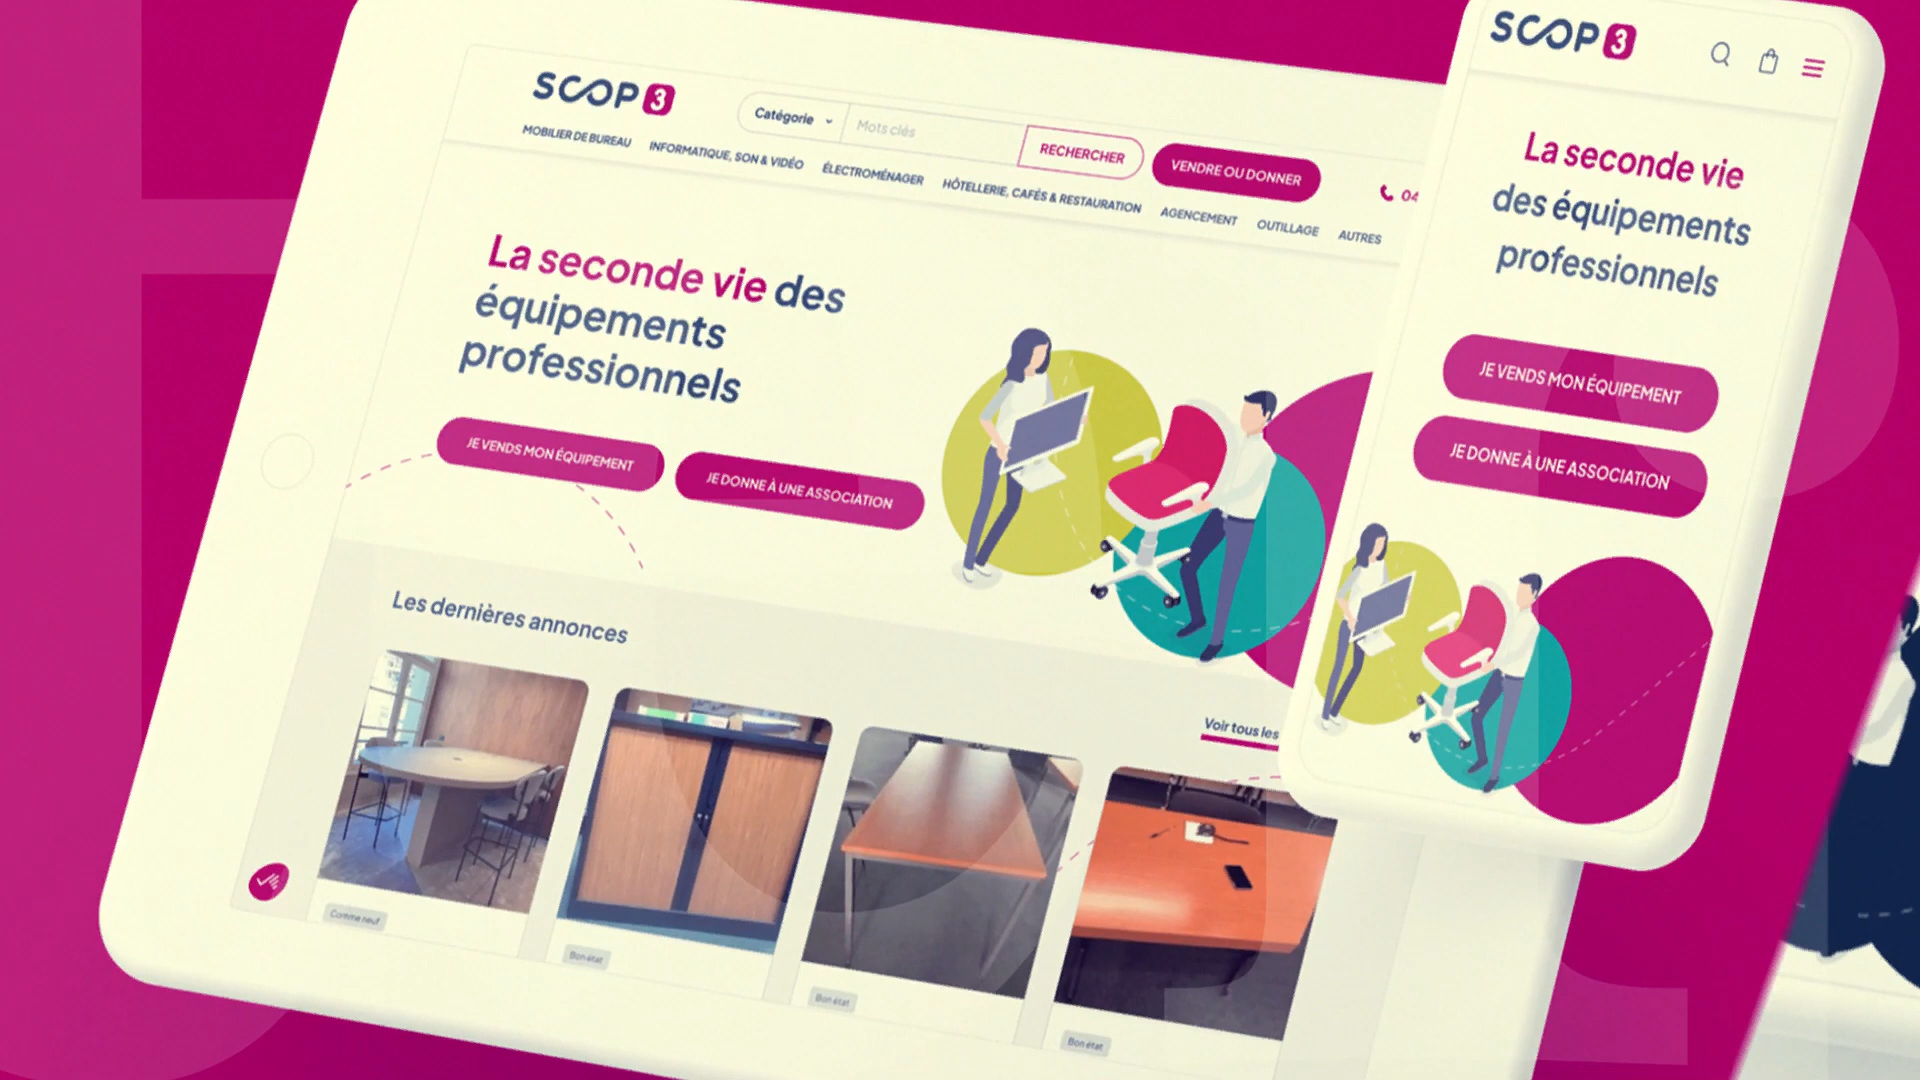 SCOP3
Catégorie
Mots clés
RECHERCHER
VENDRE OU DONNER
04
MOBILIER DE BUREAU
INFORMATIQUE, SON & VIDÉO
ÉLECTROMÉNAGER
HÔTELLERIE, CAFÉS & RESTAURATION
AGENCEMENT
OUTILLAGE
AUTRES
La seconde vie des
équipements
professionnels
JE VENDS MON ÉQUIPEMENT
JE DONNE À UNE ASSOCIATION
Les dernières annonces
Voir tous les
Comme neuf
Bon état
Bon état
Bon état
SCOP3
La seconde vie
des équipements
professionnels
JE VENDS MON ÉQUIPEMENT
JE DONNE À UNE ASSOCIATION